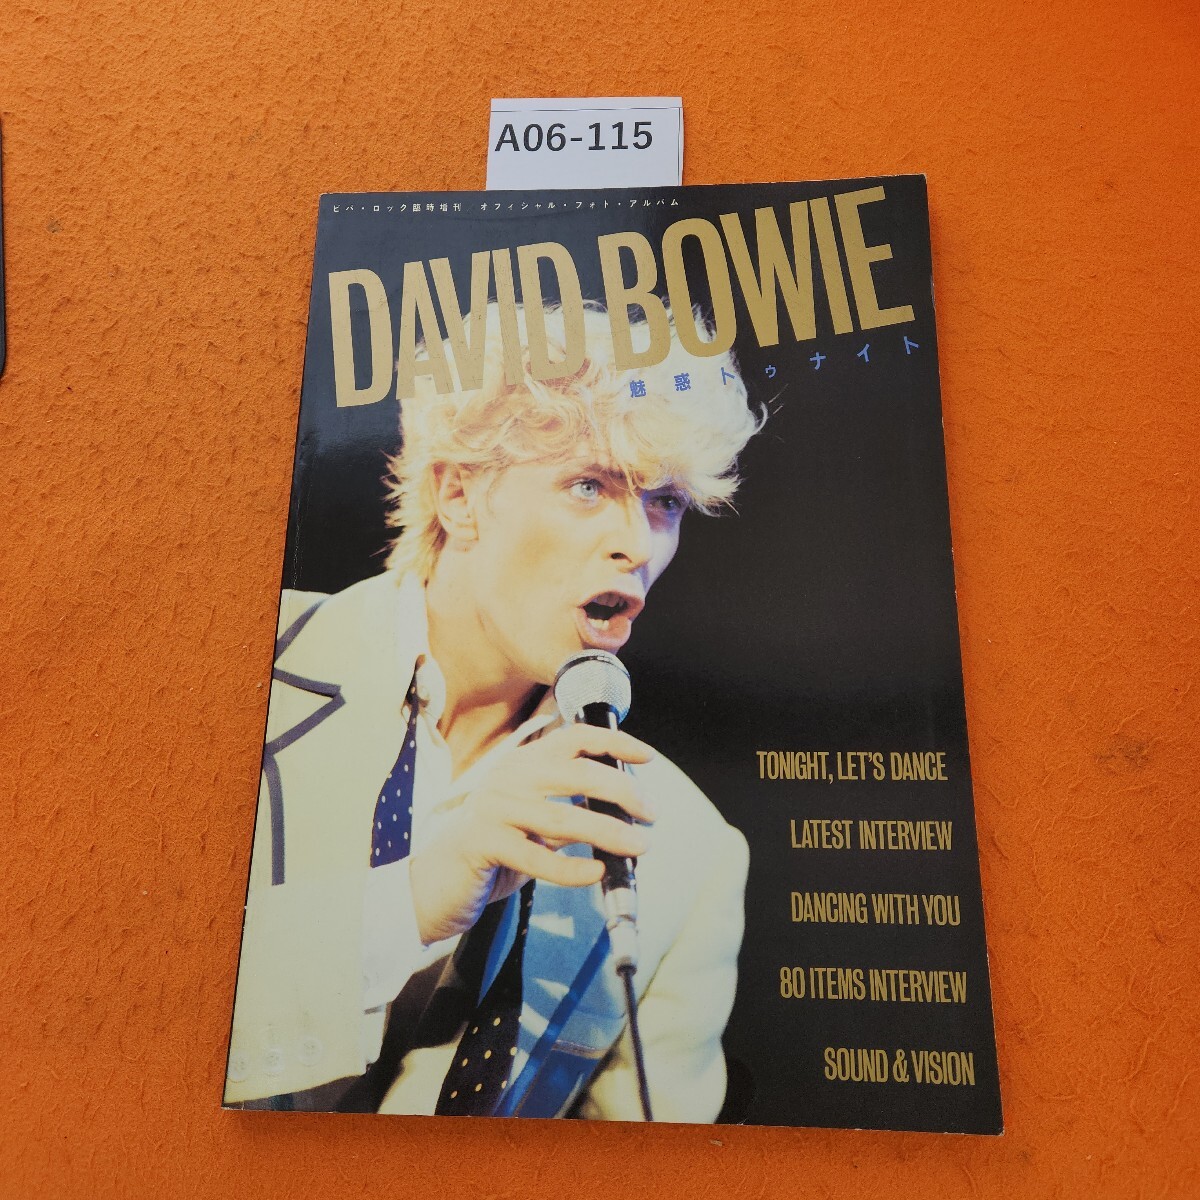 A06-115
ビバ・ロック臨時増刊 オフィシャル・フォト・アルバム
DAVID BOWIE
魅惑トゥナイト
TONIGHT, LET'S DANCE
LATEST INTERVIEW
DANCING WITH YOU
80 ITEMS INTERVIEW
SOUND & VISION